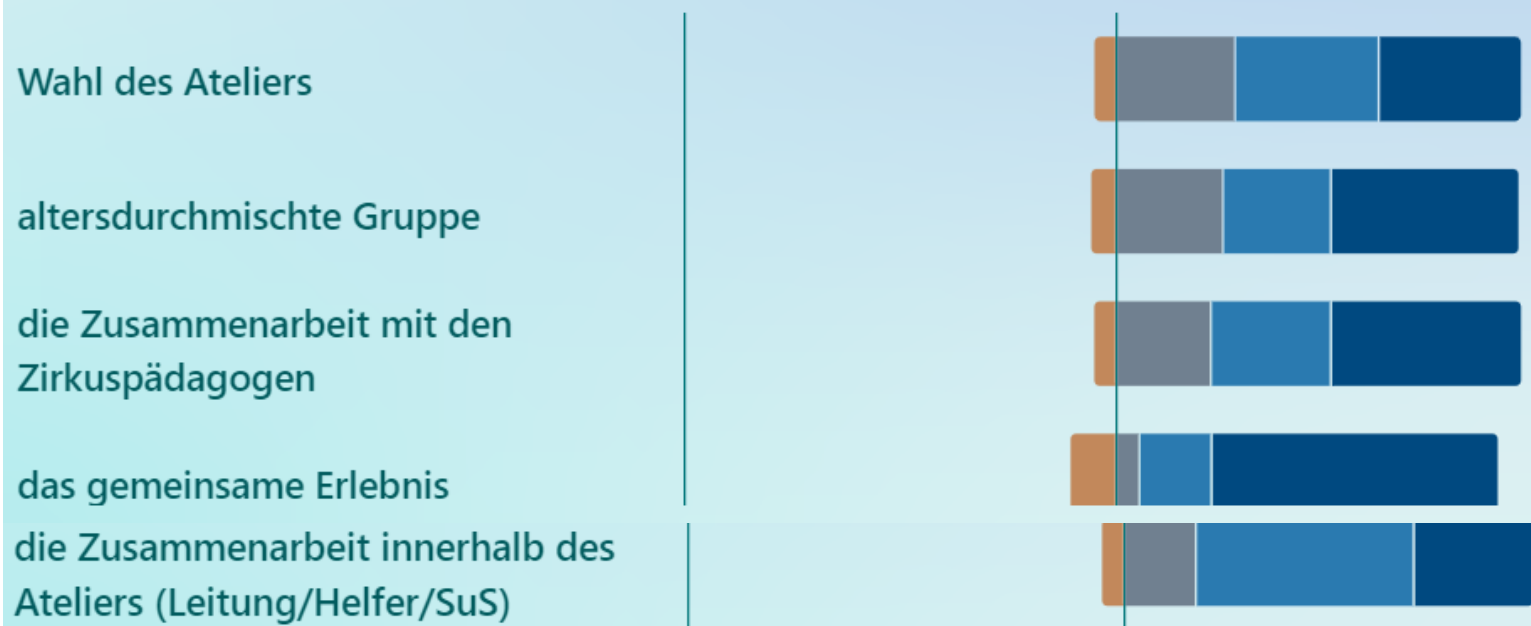 Wahl des Ateliers
altersdurchmischte Gruppe
die Zusammenarbeit mit den
Zirkuspädagogen
das gemeinsame Erlebnis
die Zusammenarbeit innerhalb des
Ateliers (Leitung/Helfer/SuS)